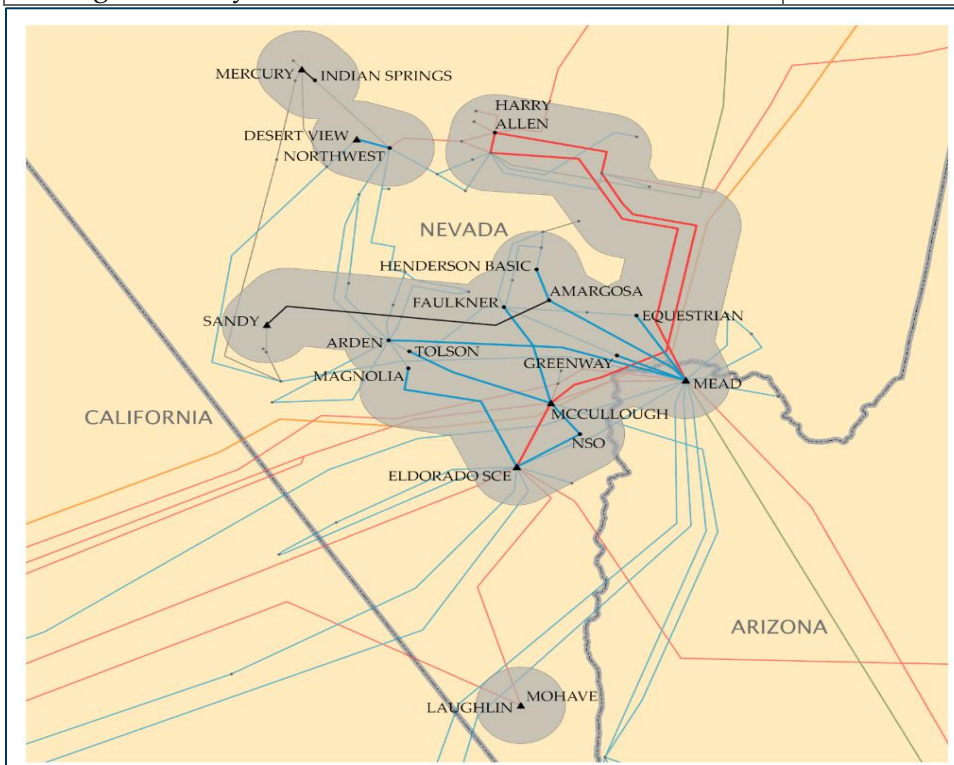 MERCURY
INDIAN SPRINGS
HARRY
ALLEN
DESERT VIEW
NORTHWEST
NEVADA
HENDERSON BASIC
AMARGOSA
FAULKNER
EQUESTRIAN
SANDY
ARDEN
TOLSON
GREENWAY
MAGNOLIA
MEAD
CALIFORNIA
MCCULLOUGH
NSO
ELDORADO SCE
ARIZONA
MOHAVE
LAUGHLIN